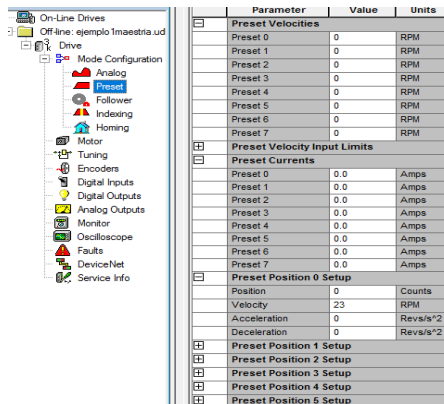 On-Line Drives
Off-line: ejemplo1maestria.ud
Drive
Mode Configuration
Analog
Preset
Follower
Indexing
Homing
Motor
Tuning
Encoders
Digital Inputs
Digital Outputs
Analog Outputs
Monitor
Oscilloscope
Faults
DeviceNet
Service Info
Parameter Value Units
Preset Velocities
Preset 0 0 RPM
Preset 1 0 RPM
Preset 2 0 RPM
Preset 3 0 RPM
Preset 4 0 RPM
Preset 5 0 RPM
Preset 6 0 RPM
Preset 7 0 RPM
Preset Velocity Input Limits
Preset Currents
Preset 0 0.0 Amps
Preset 1 0.0 Amps
Preset 2 0.0 Amps
Preset 3 0.0 Amps
Preset 4 0.0 Amps
Preset 5 0.0 Amps
Preset 6 0.0 Amps
Preset 7 0.0 Amps
Preset Position 0 Setup
Position 0 Counts
Velocity 23 RPM
Acceleration 0 Revs/s^2
Deceleration 0 Revs/s^2
Preset Position 1 Setup
Preset Position 2 Setup
Preset Position 3 Setup
Preset Position 4 Setup
Preset Position 5 Setup